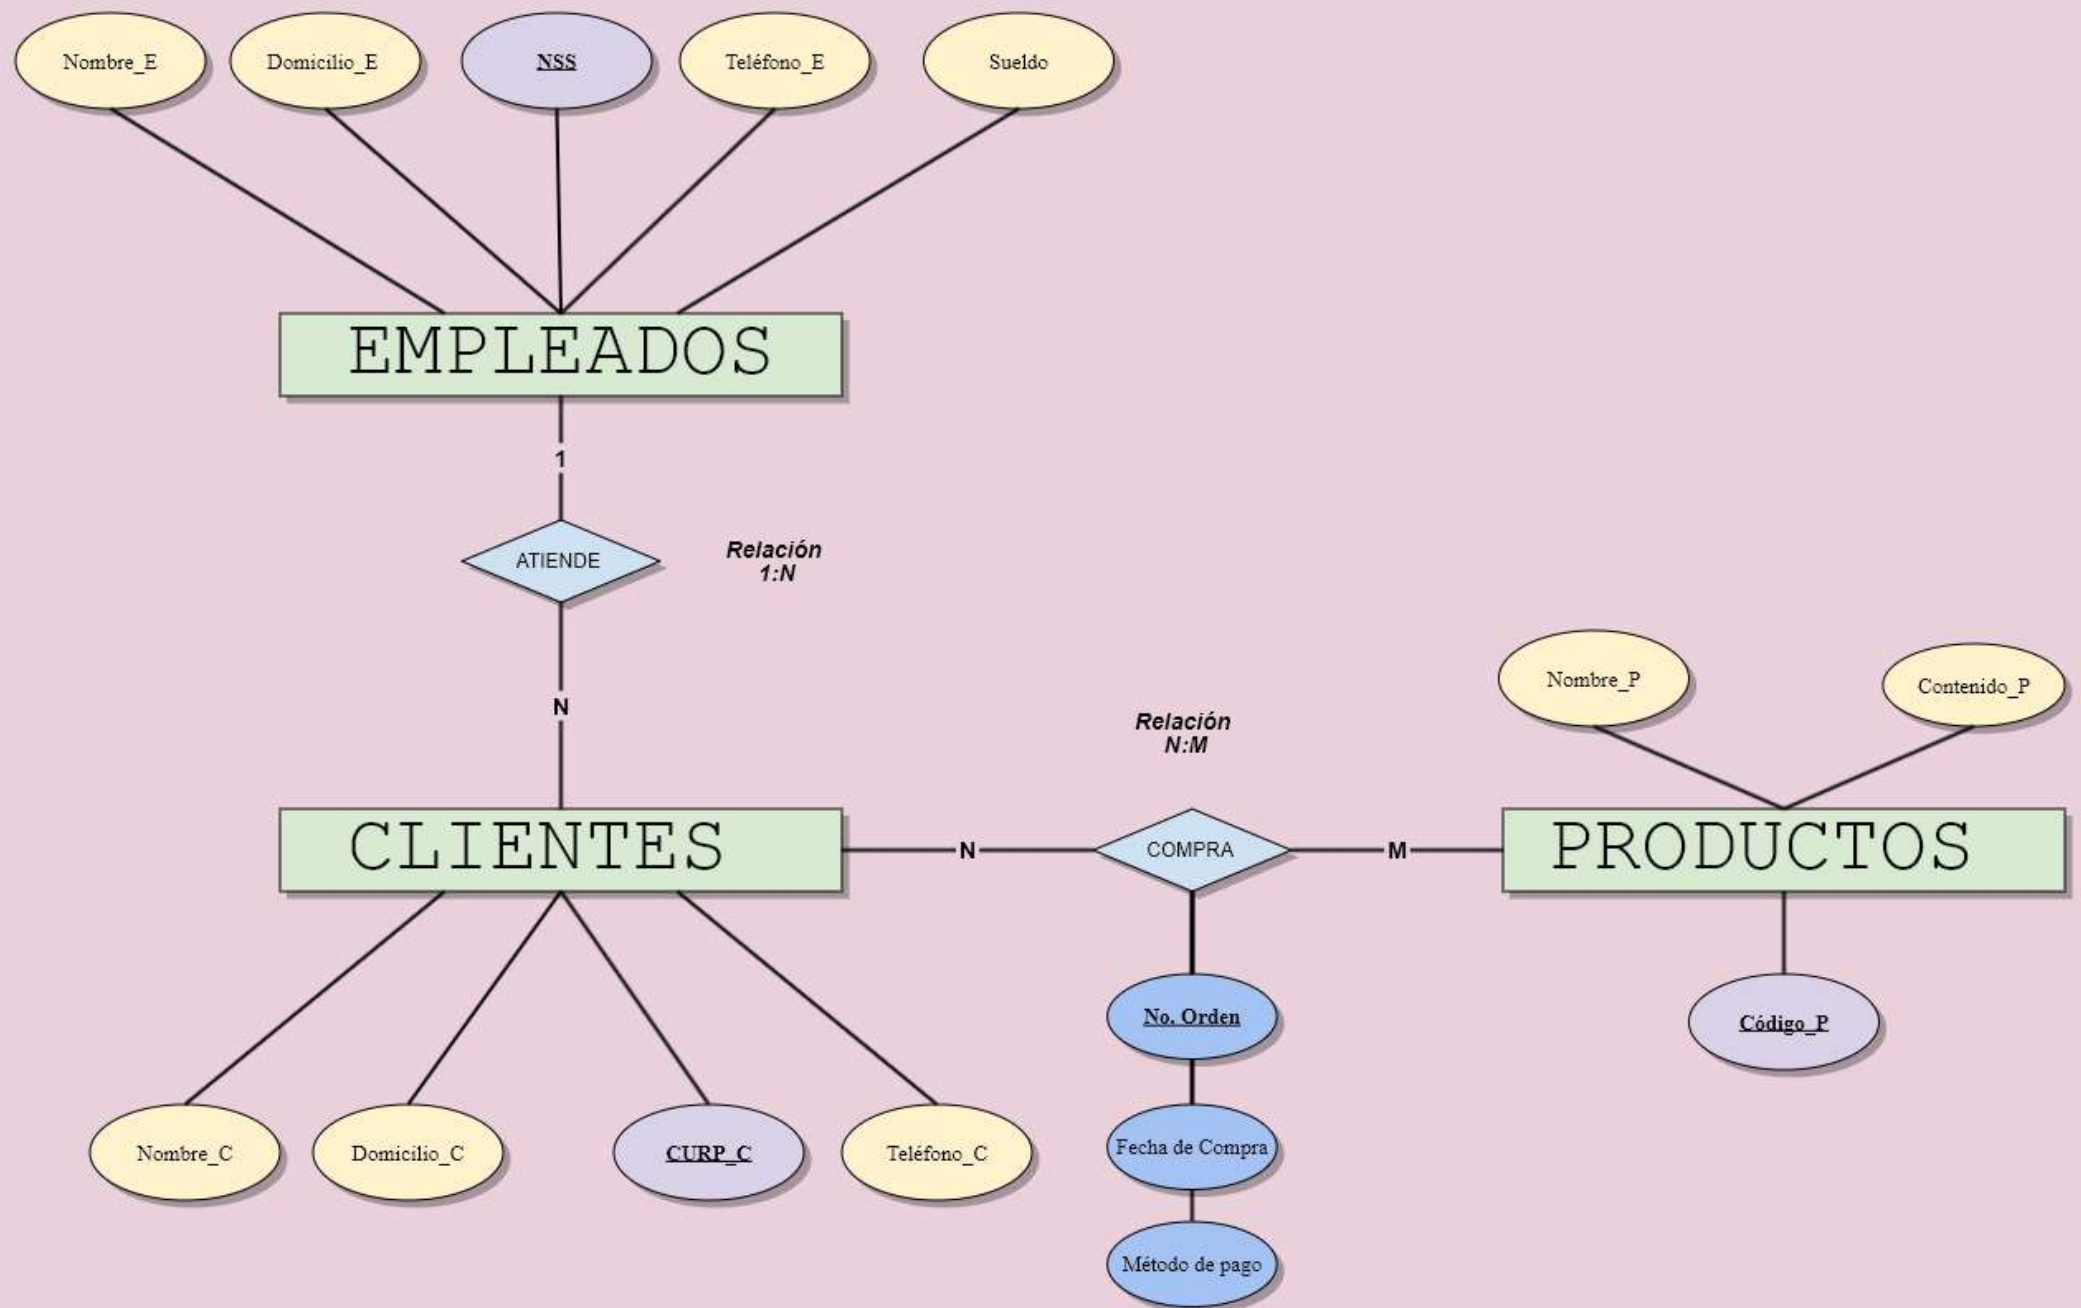 Nombre_E
Domicilio_E
NSS
Teléfono_E
Sueldo
EMPLEADOS
1
ATIENDE
Relación
1:N
N
Nombre_P
Contenido_P
Relación
N:M
CLIENTES
N
COMPRA
M
PRODUCTOS
No. Orden
Código_P
Fecha de Compra
Nombre_C
Domicilio_C
CURP_C
Teléfono_C
Método de pago